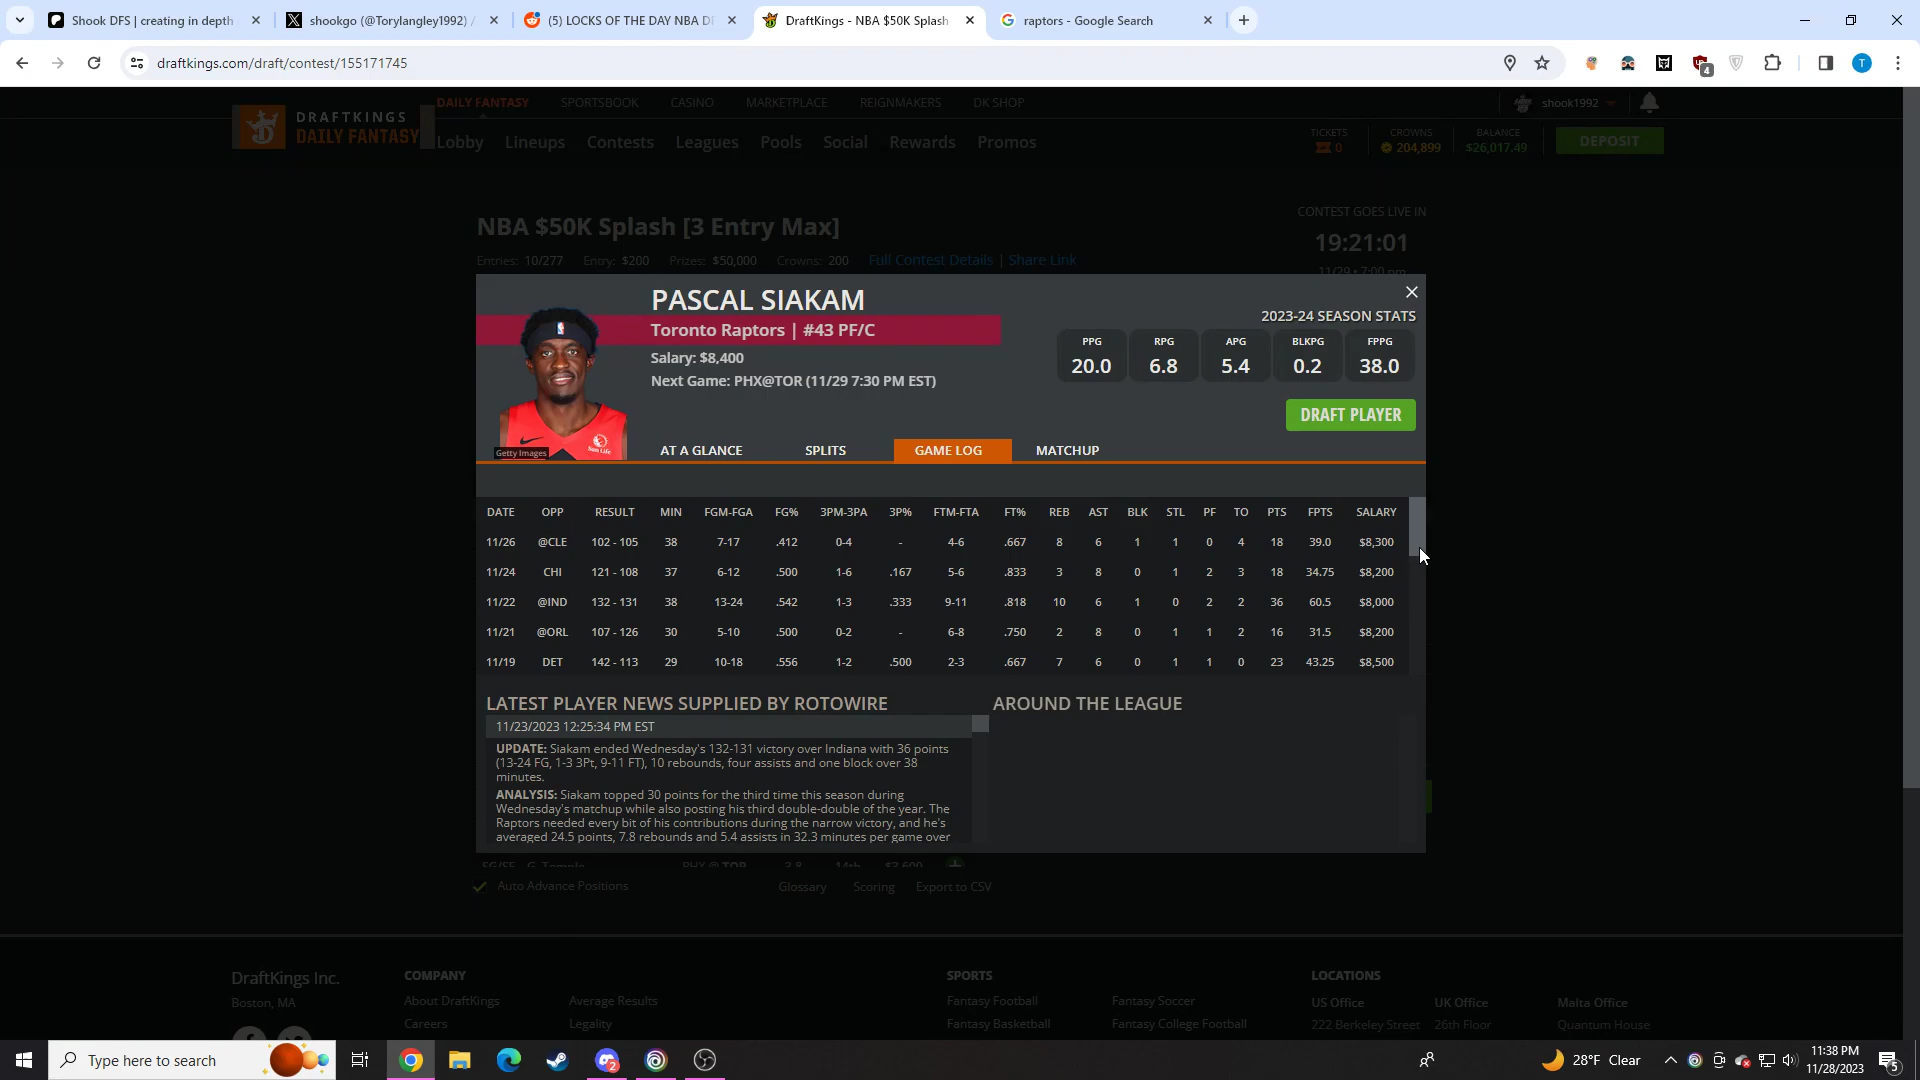 Shook DFS | creating in depth
shookgo (@Torylangley1992) /
(5) LOCKS OF THE DAY NBA D
DraftKings - NBA $50K Splash
raptors - Google Search
draftkings.com/draft/contest/155171745
4
T
DRAFTKINGS
DAILY FANTASY
DAILY FANTASY SPORTSBOOK CASINO MARKETPLACE REIGNMAKERS DK SHOP
shook1992
Lobby Lineups Contests Leagues Pools Social Rewards Promos
TICKETS CROWNS BALANCE
0 204,899 $26,017.49
DEPOSIT
NBA $50K Splash [3 Entry Max]
Entries: 10/277 Entry: $200 Prizes: $50,000 Crowns: 200 Full Contest Details | Share Link
CONTEST GOES LIVE IN
19:21:01
11/29 • 7:00 pm
PASCAL SIAKAM
Toronto Raptors | #43 PF/C
Salary: $8,400
Next Game: PHX@TOR (11/29 7:30 PM EST)
Getty Images
2023-24 SEASON STATS
PPG RPG APG BLKPG FPPG
20.0 6.8 5.4 0.2 38.0
DRAFT PLAYER
AT A GLANCE SPLITS GAME LOG MATCHUP
DATE OPP RESULT MIN FGM-FGA FG% 3PM-3PA 3P% FTM-FTA FT% REB AST BLK STL PF TO PTS FPTS SALARY
11/26 @CLE 102 - 105 38 7-17 .412 0-4 - 4-6 .667 8 6 1 1 0 4 18 39.0 $8,300
11/24 CHI 121 - 108 37 6-12 .500 1-6 .167 5-6 .833 3 8 0 1 2 3 18 34.75 $8,200
11/22 @IND 132 - 131 38 13-24 .542 1-3 .333 9-11 .818 10 6 1 0 2 2 36 60.5 $8,000
11/21 @ORL 107 - 126 30 5-10 .500 0-2 - 6-8 .750 2 8 0 1 1 2 16 31.5 $8,200
11/19 DET 142 - 113 29 10-18 .556 1-2 .500 2-3 .667 7 6 0 1 1 0 23 43.25 $8,500
LATEST PLAYER NEWS SUPPLIED BY ROTOWIRE
11/23/2023 12:25:34 PM EST
UPDATE: Siakam ended Wednesday's 132-131 victory over Indiana with 36 points
(13-24 FG, 1-3 3Pt, 9-11 FT), 10 rebounds, four assists and one block over 38
minutes.
ANALYSIS: Siakam topped 30 points for the third time this season during
Wednesday's matchup while also posting his third double-double of the year. The
Raptors needed every bit of his contributions during the narrow victory, and he's
averaged 24.5 points, 7.8 rebounds and 5.4 assists in 32.3 minutes per game over
AROUND THE LEAGUE
SG/SF G. Temple PHX @ TOR 3.8 14th $3,600
Auto Advance Positions
Glossary Scoring Export to CSV
DraftKings Inc.
Boston, MA
COMPANY
About DraftKings Average Results
Careers Legality
SPORTS
Fantasy Football Fantasy Soccer
Fantasy Basketball Fantasy College Football
LOCATIONS
US Office UK Office Malta Office
222 Berkeley Street 26th Floor Quantum House
Type here to search
2
28°F Clear
11:38 PM
11/28/2023
5